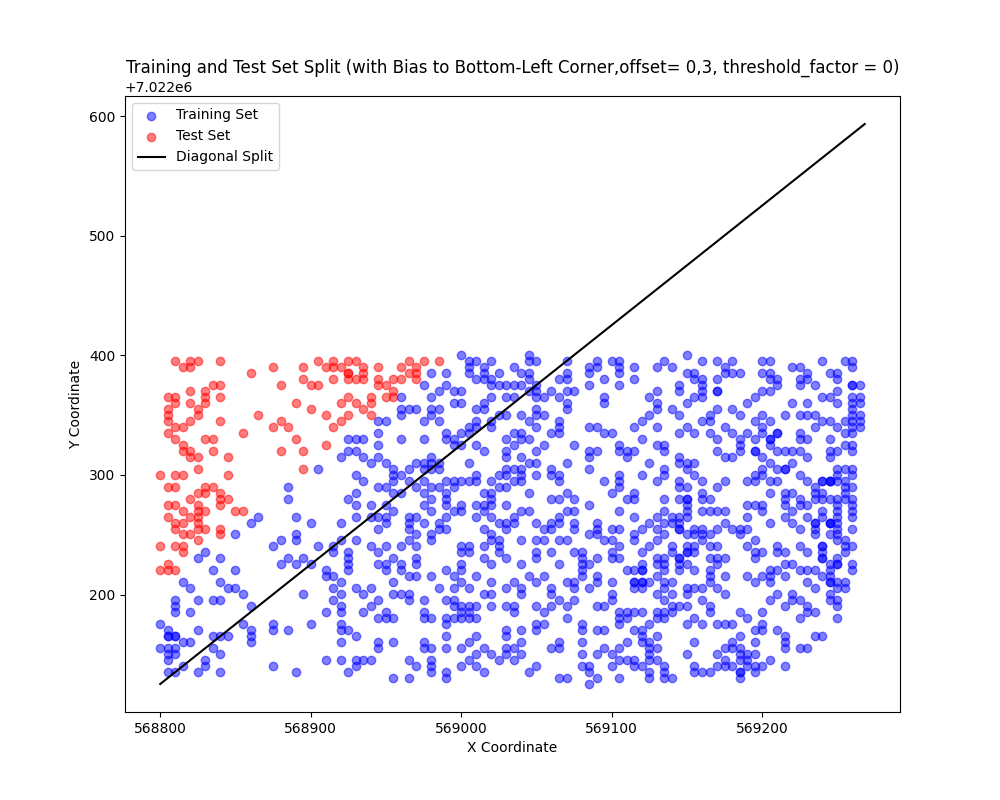 Training and Test Set Split (with Bias to Bottom-Left Corner,offset= 0,3, threshold_factor = 0)
+7.022e6
Training Set
Test Set
Diagonal Split
600
500
400
300
200
Y Coordinate
568800 568900 569000 569100 569200
X Coordinate